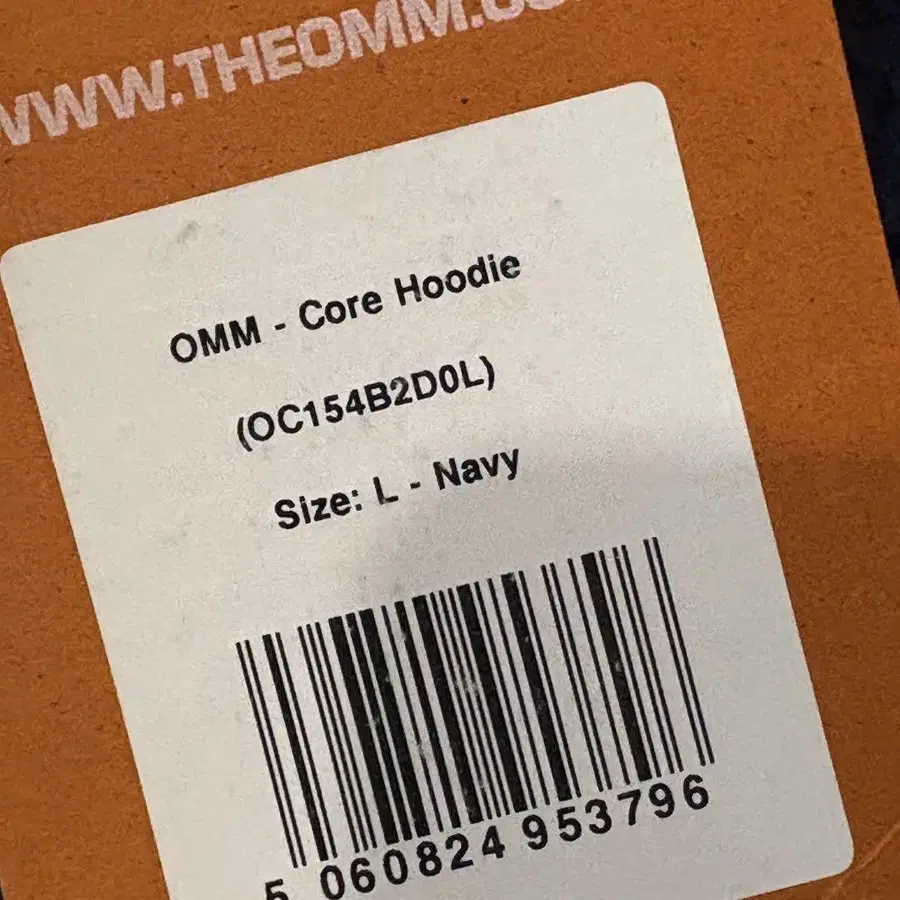 WWW.THEOMM.CO
OMM - Core Hoodie
(OC154B2D0L)
Size: L - Navy
5 060824 953796